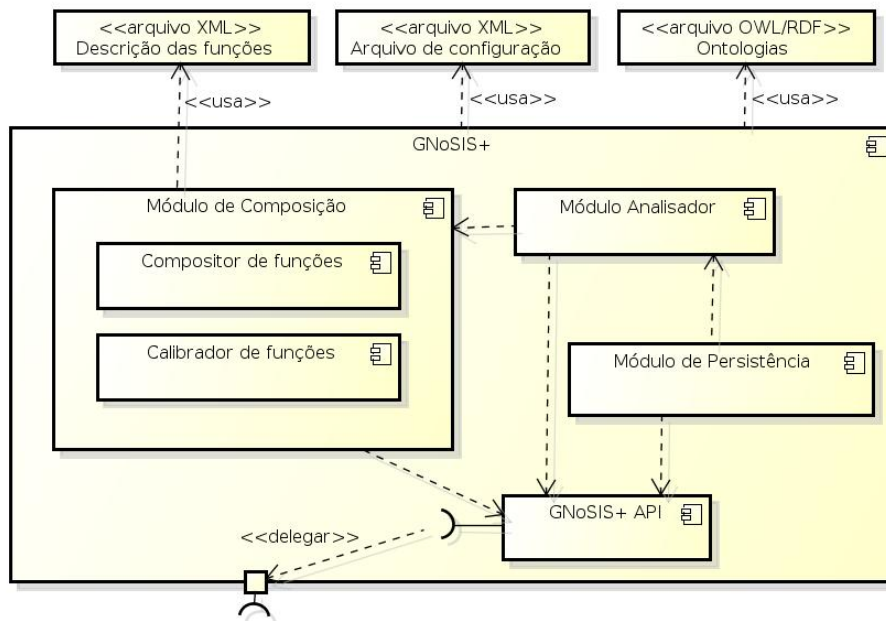 <<arquivo XML>>
Descrição das funções
<<arquivo XML>>
Arquivo de configuração
<<arquivo OWL/RDF>>
Ontologias
<<usa>>
<<usa>>
<<usa>>
GNoSIS+
Módulo de Composição
Compositor de funções
Calibrador de funções
Módulo Analisador
Módulo de Persistência
GNoSIS+ API
<<delegar>>